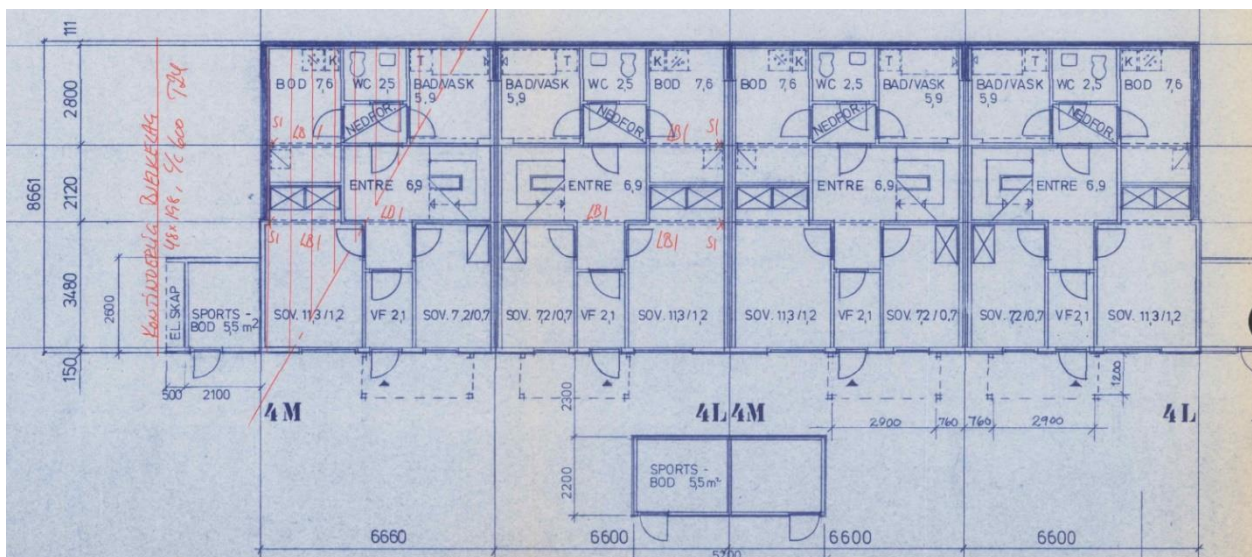 111
2800
8661
2120
3480
2600
150
KONTINUERLIG BJELKELAG
48x198, c/c 600 T24
BOD 7,6
K
WC 2,5
T
BAD/VASK
5,9
NEDFOR.
BAD/VASK
5,9
T
WC 2,5
K
BOD 7,6
NEDFOR.
BOD 7,6
K
WC 2,5
T
BAD/VASK
5,9
NEDFOR.
BAD/VASK
5,9
T
WC 2,5
K
BOD 7,6
NEDFOR.
S1
LB1
LB1
S1
ENTRE 6,9
ENTRE 6,9
ENTRE 6,9
ENTRE 6,9
S1
LB1
LB1
LB1
LB1
S1
EL. SKAP
SPORTS-
BOD 5,5 m²
SOV. 11,3/1,2
VF 2,1
SOV. 7,2/0,7
SOV. 7,2/0,7
VF 2,1
SOV. 11,3/1,2
SOV. 11,3/1,2
VF 2,1
SOV. 7,2/0,7
SOV. 7,2/0,7
VF 2,1
SOV. 11,3/1,2
500
2100
1200
4M
4L
4M
4L
2300
2900
760
760
2900
2200
SPORTS-
BOD 5,5 m²
6660
6600
6600
6600
5700